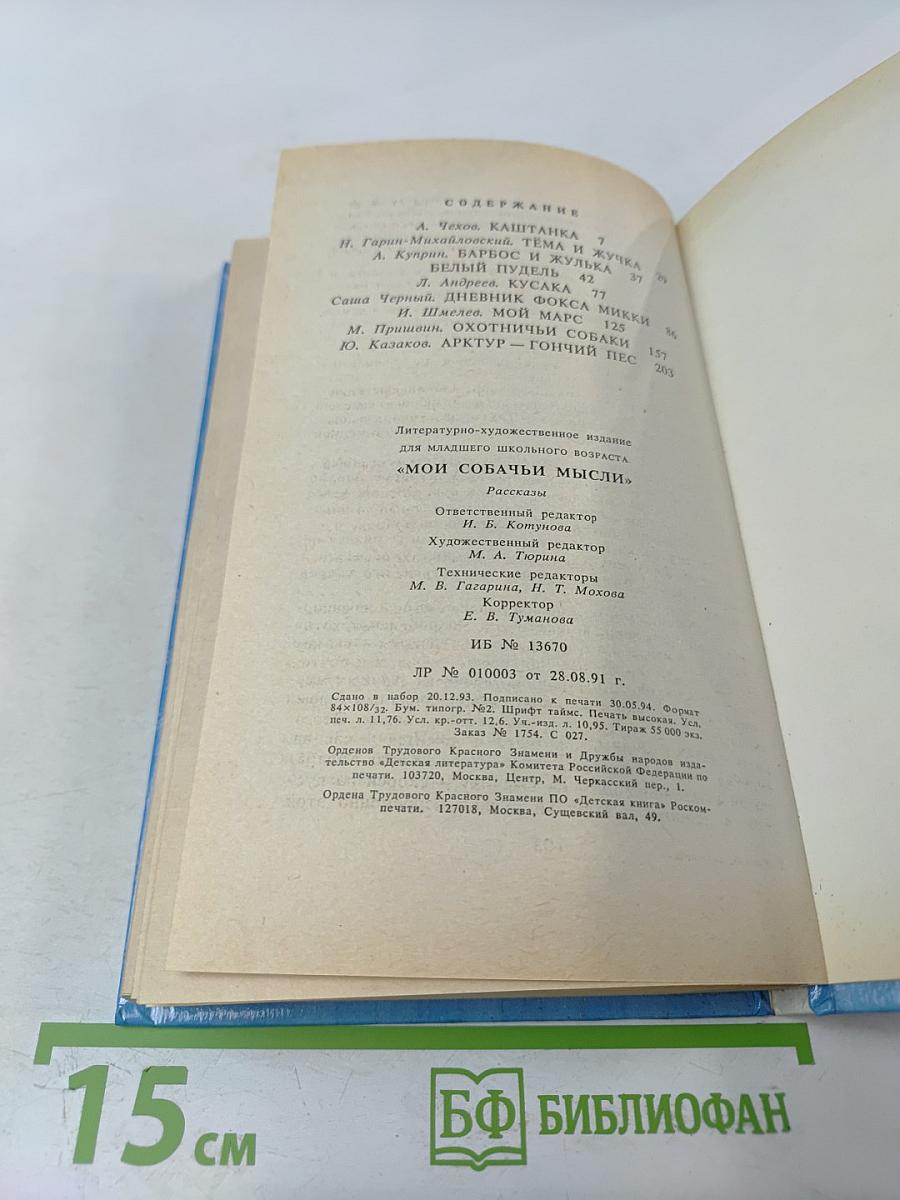 СОДЕРЖАНИЕ
А. Чехов. КАШТАНКА 7
Н. Гарин-Михайловский. ТЁМА И ЖУЧКА 29
А. Куприн. БАРБОС И ЖУЛЬКА 37
БЕЛЫЙ ПУДЕЛЬ 42
Л. Андреев. КУСАКА 77
Саша Черный. ДНЕВНИК ФОКСА МИККИ 86
И. Шмелев. МОЙ МАРС 125
М. Пришвин. ОХОТНИЧЬИ СОБАКИ 157
Ю. Казаков. АРКТУР — ГОНЧИЙ ПЕС 203
Литературно-художественное издание
ДЛЯ МЛАДШЕГО ШКОЛЬНОГО ВОЗРАСТА
«МОИ СОБАЧЬИ МЫСЛИ»
Рассказы
Ответственный редактор
И. Б. Котунова
Художественный редактор
М. А. Тюрина
Технические редакторы
М. В. Гагарина, Н. Т. Мохова
Корректор
Е. В. Туманова
ИБ № 13670
ЛР № 010003 от 28.08.91 г.
Сдано в набор 20.12.93. Подписано к печати 30.05.94. Формат
84×108/32. Бум. типогр. №2. Шрифт таймс. Печать высокая. Усл.
печ. л. 11,76. Усл. кр.-отт. 12,6. Уч.-изд. л. 10,95. Тираж 55 000 экз.
Заказ № 1754. С 027.
Орденов Трудового Красного Знамени и Дружбы народов изда-
тельство «Детская литература» Комитета Российской Федерации по
печати. 103720, Москва, Центр, М. Черкасский пер., 1.
Ордена Трудового Красного Знамени ПО «Детская книга» Роском-
печати. 127018, Москва, Сущевский вал, 49.
15 см
БФ БИБЛИОФАН